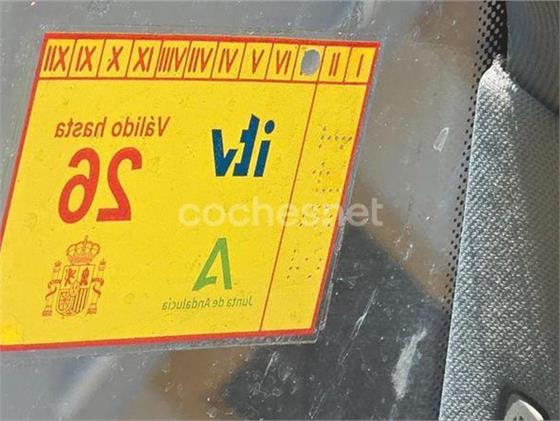 I II IV V VI VII VIII IX X XI XII
Válido hasta
itv
26
coches.net
Junta de Andalucía